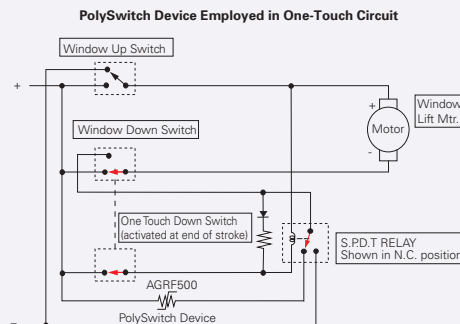 PolySwitch Device Employed in One-Touch Circuit
Window Up Switch
+
Window
Lift Mtr.
+
Motor
-
Window Down Switch
One Touch Down Switch
(activated at end of stroke)
S.P.D.T RELAY
Shown in N.C. position
AGRF500
PolySwitch Device